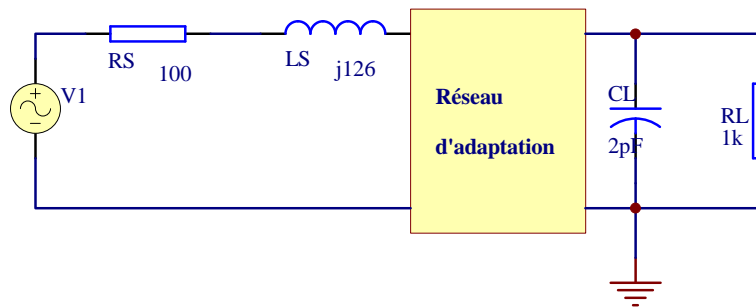 RS
100
LS
j126
V1
Réseau
d'adaptation
CL
2pF
RL
1k